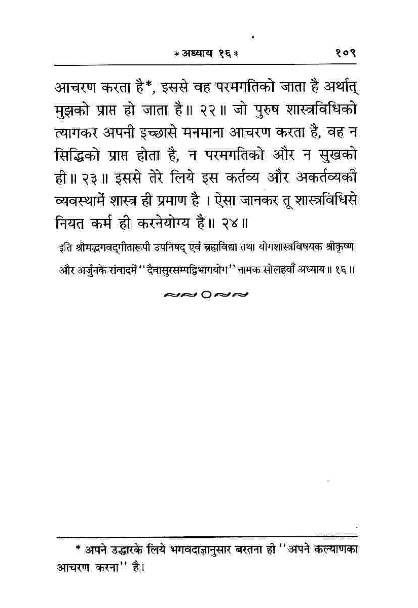 * अध्याय १६ * १०९
आचरण करता है*, इससे वह परमगतिको जाता है अर्थात्
मुझको प्राप्त हो जाता है॥ २२॥ जो पुरुष शास्त्रविधिको
त्यागकर अपनी इच्छासे मनमाना आचरण करता है, वह न
सिद्धिको प्राप्त होता है, न परमगतिको और न सुखको
ही॥ २३॥ इससे तेरे लिये इस कर्तव्य और अकर्तव्यकी
व्यवस्थामें शास्त्र ही प्रमाण है । ऐसा जानकर तू शास्त्रविधिसे
नियत कर्म ही करनेयोग्य है॥ २४॥
इति श्रीमद्भगवद्गीतारूपी उपनिषद् एवं ब्रह्मविद्या तथा योगशास्त्रविषयक श्रीकृष्ण
और अर्जुनके संवादमें "दैवासुरसम्पद्विभागयोग" नामक सोलहवाँ अध्याय॥ १६॥
* अपने उद्धारके लिये भगवदाज्ञानुसार बरतना ही "अपने कल्याणका
आचरण करना" है।